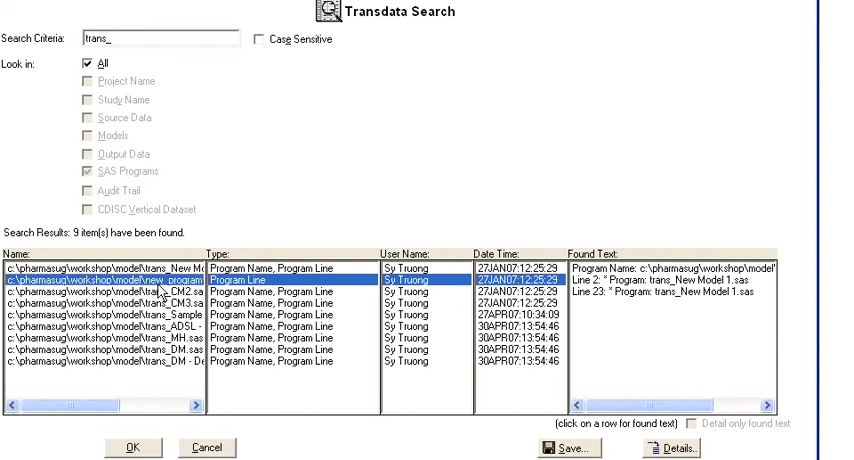 Transdata Search
Search Criteria: trans_ Case Sensitive
Look in: All
Project Name
Study Name
Source Data
Models
Output Data
SAS Programs
Audit Trail
CDISC Vertical Dataset
Search Results: 9 item(s) have been found.
Name: Type: User Name: Date Time: Found Text:
c:\pharmasug\workshop\model\trans_New Mo Program Name, Program Line Sy Truong 27JAN07:12:25:29 Program Name: c:\pharmasug\workshop\model'
c:\pharmasug\workshop\model\new_program Program Line Sy Truong 27JAN07:12:25:29 Line 2: * Program: trans_New Model 1.sas
c:\pharmasug\workshop\model\trans_CM2.sa Program Name, Program Line Sy Truong 27JAN07:12:25:29 Line 23: * Program: trans_New Model 1.sas
c:\pharmasug\workshop\model\trans_CM3.sa Program Name, Program Line Sy Truong 27JAN07:12:25:29
c:\pharmasug\workshop\model\trans_Sample Program Name, Program Line Sy Truong 27APR07:10:34:09
c:\pharmasug\workshop\model\trans_ADSL - Program Name, Program Line Sy Truong 30APR07:13:54:46
c:\pharmasug\workshop\model\trans_MH.sas Program Name, Program Line Sy Truong 30APR07:13:54:46
c:\pharmasug\workshop\model\trans_DM.sas Program Name, Program Line Sy Truong 30APR07:13:54:46
c:\pharmasug\workshop\model\trans_DM - De Program Name, Program Line Sy Truong 30APR07:13:54:46
(click on a row for found text) Detail only found text
OK Cancel Save... Details..